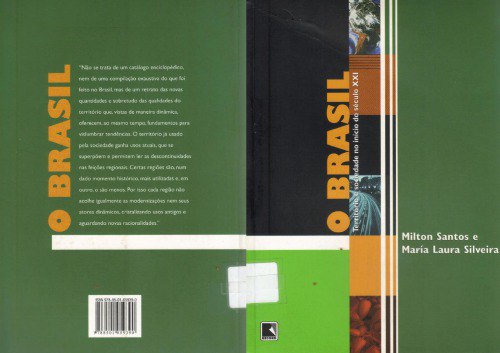 O BRASIL
"Não se trata de um catálogo enciclopédico,
nem de uma compilação exaustiva do que foi
feito no Brasil, mas de um retrato das novas
quantidades e sobretudo das qualidades do
território que, vistas de maneira dinâmica,
oferecem, ao mesmo tempo, fundamentos para
vislumbrar tendências. O território já usado
pela sociedade ganha usos atuais, que se
superpõem e permitem ler as descontinuidades
nas feições regionais. Certas regiões são, num
dado momento histórico, mais utilizadas e, em
outro, o são menos. Por isso cada região não
acolhe igualmente as modernizações nem seus
atores dinâmicos, cristalizando usos antigos e
aguardando novas racionalidades."
O BRASIL
Território e sociedade no início do século XXI
Milton Santos e
María Laura Silveira